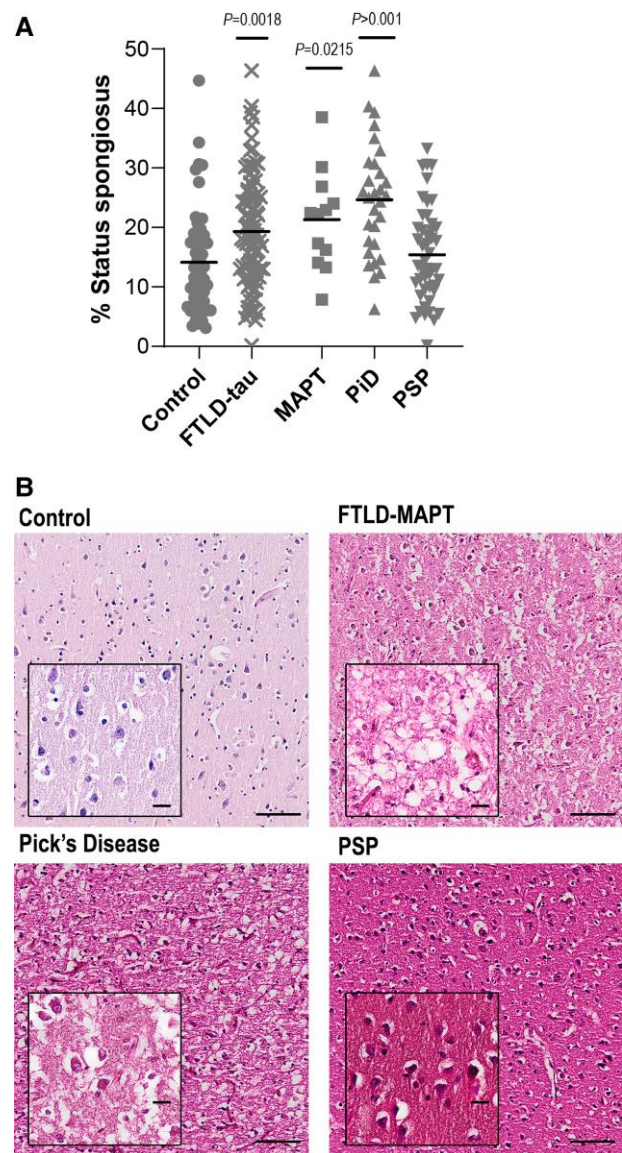 A
P=0.0018
P=0.0215
P>0.001
% Status spongiosus
50
40
30
20
10
0
Control
FTLD-tau
MAPT
PiD
PSP
B
Control
FTLD-MAPT
Pick's Disease
PSP